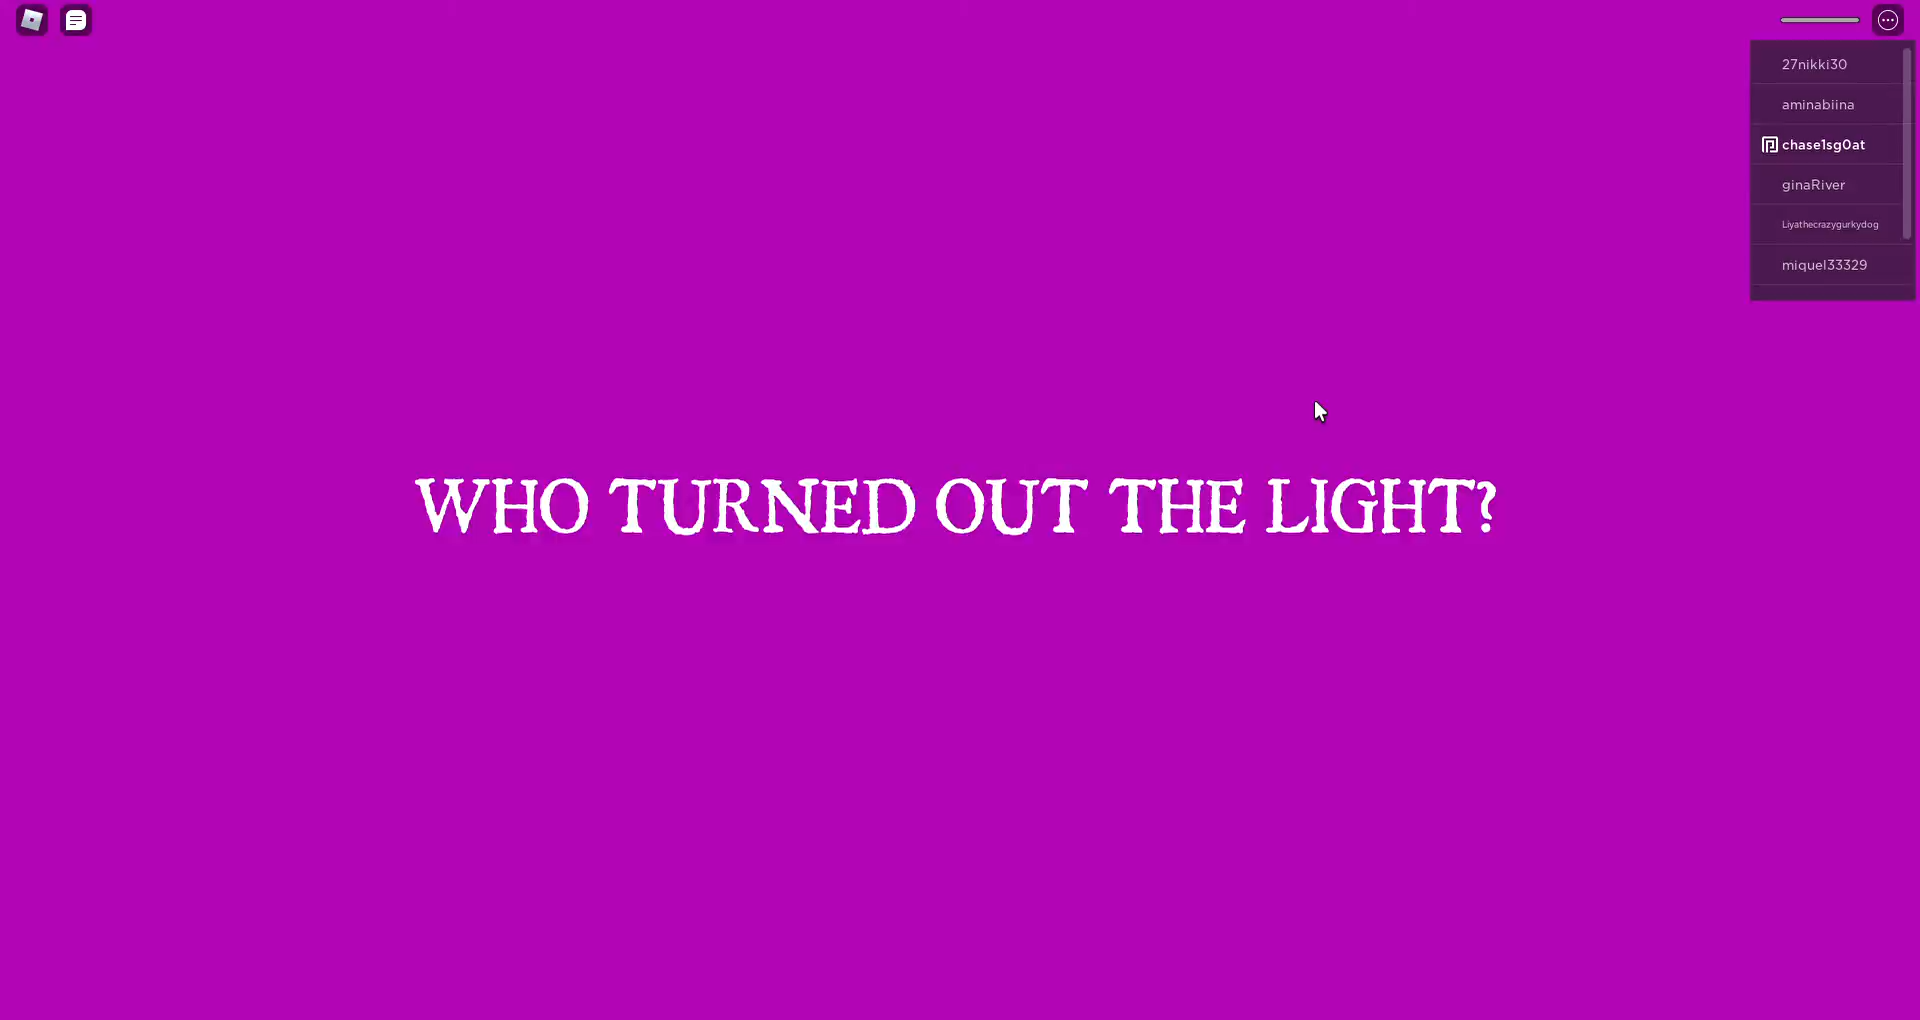 27nikki30
aminabiina
chase1sg0at
ginaRiver
Liyathecrazygurkydog
miquel33329
WHO TURNED OUT THE LIGHT?